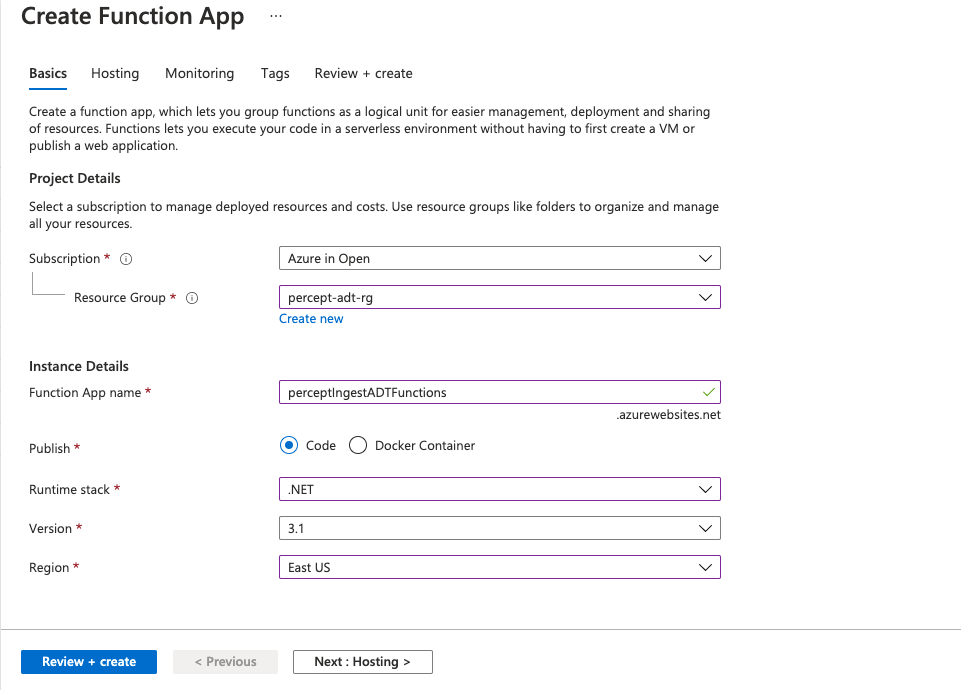 Create Function App ...
Basics Hosting Monitoring Tags Review + create
Create a function app, which lets you group functions as a logical unit for easier management, deployment and sharing
of resources. Functions lets you execute your code in a serverless environment without having to first create a VM or
publish a web application.
Project Details
Select a subscription to manage deployed resources and costs. Use resource groups like folders to organize and manage
all your resources.
Subscription * Azure in Open
Resource Group * percept-adt-rg
Create new
Instance Details
Function App name * perceptIngestADTFunctions
.azurewebsites.net
Publish * Code Docker Container
Runtime stack * .NET
Version * 3.1
Region * East US
Review + create < Previous Next : Hosting >